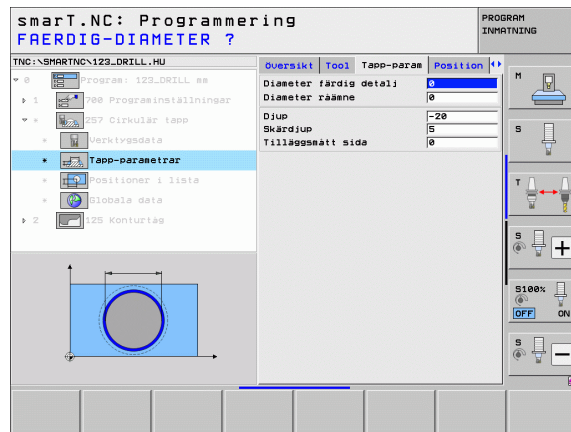 smarT.NC: Programmering
FAERDIG-DIAMETER ?
PROGRAM
INMATNING
TNC:\SMARTNC\123_DRILL.HU
0 Program: 123_DRILL mm
1 700 Programinställningar
* 257 Cirkulär tapp
* Verktygsdata
* Tapp-parametrar
* Positioner i lista
* Globala data
2 125 Konturtåg
Översikt Tool Tapp-param Position
Diameter färdig detalj 0
Diameter råämne 0
Djup -20
Skärdjup 5
Tilläggsmått sida 0
M
S
T
S
S100%
OFF ON
S